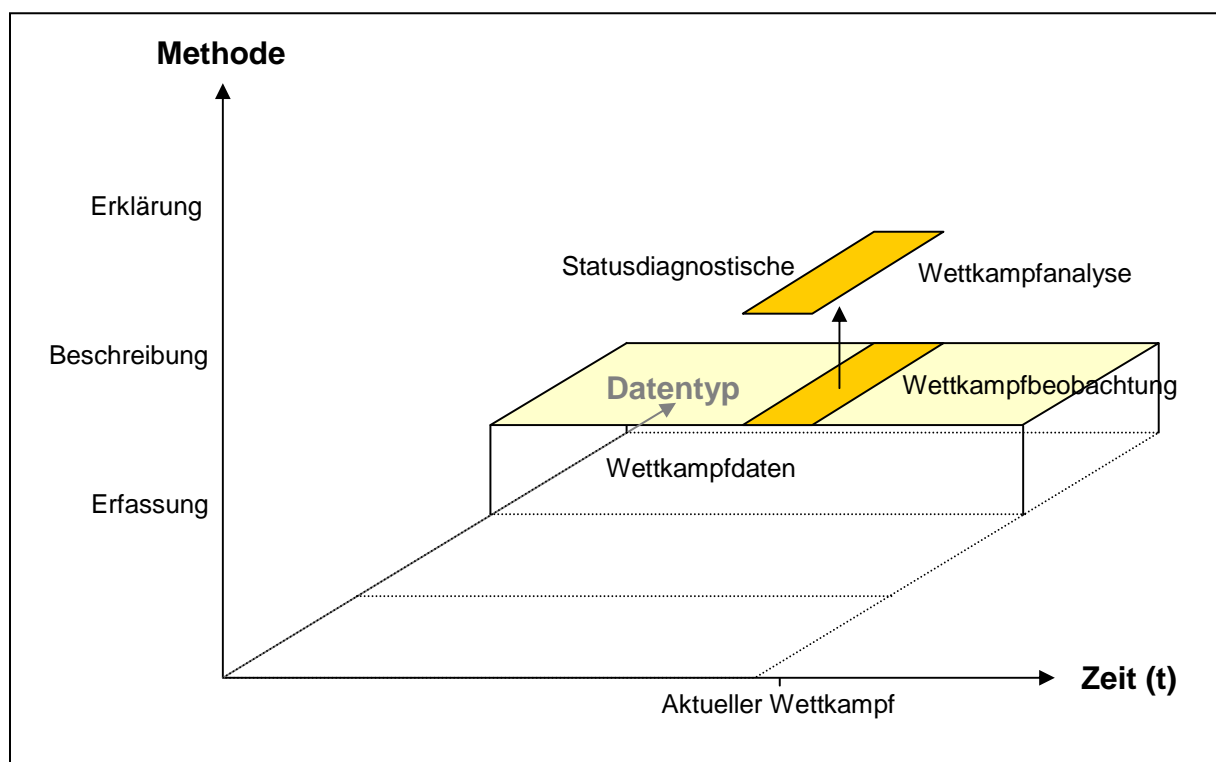 Methode
Erklärung
Statusdiagnostische
Wettkampfanalyse
Beschreibung
Datentyp
Wettkampfbeobachtung
Wettkampfdaten
Erfassung
Zeit (t)
Aktueller Wettkampf